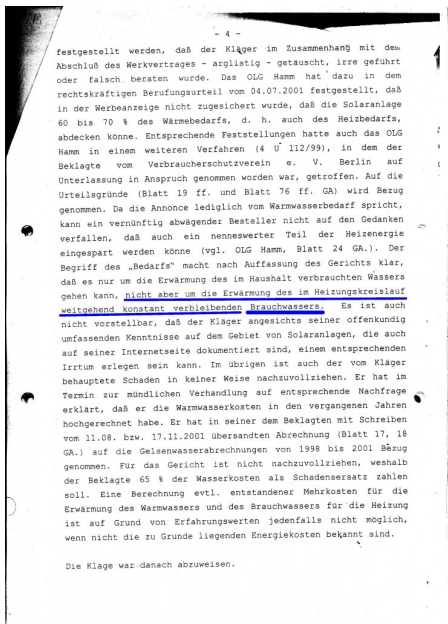 - 4 -
festgestellt werden, daß der Kläger im Zusammenhang mit dem
Abschluß des Werkvertrages - arglistig - getäuscht, irre geführt
oder falsch beraten wurde. Das OLG Hamm hat dazu in dem
rechtskräftigen Berufungsurteil vom 04.07.2001 festgestellt, daß
in der Werbeanzeige nicht zugesichert wurde, daß die Solaranlage
60 bis 70 % des Wärmebedarfs, d. h. auch des Heizbedarfs,
abdecken könne. Entsprechende Feststellungen hatte auch das OLG
Hamm in einem weiteren Verfahren (4 U 112/99), in dem der
Beklagte vom Verbraucherschutzverein e. V. Berlin auf
Unterlassung in Anspruch genommen worden war, getroffen. Auf die
Urteilsgründe (Blatt 19 ff. und Blatt 76 ff. GA) wird Bezug
genommen. Da die Annonce lediglich vom Warmwasserbedarf spricht,
kann ein vernünftig abwägender Besteller nicht auf den Gedanken
verfallen, daß auch ein nenneswerter Teil der Heizenergie
eingespart werden könne (vgl. OLG Hamm, Blatt 24 GA.). Der
Begriff des „Bedarfs" macht nach Auffassung des Gerichts klar,
daß es nur um die Erwärmung des im Haushalt verbrauchten Wassers
gehen kann, nicht aber um die Erwärmung des im Heizungskreislauf
weitgehend konstant verbleibenden Brauchwassers. Es ist auch
nicht vorstellbar, daß der Kläger angesichts seiner offenkundig
umfassenden Kenntnisse auf dem Gebiet von Solaranlagen, die auch
auf seiner Internetseite dokumentiert sind, einem entsprechenden
Irrtum erlegen sein kann. Im übrigen ist auch der vom Kläger
behauptete Schaden in keiner Weise nachzuvollziehen. Er hat im
Termin zur mündlichen Verhandlung auf entsprechende Nachfrage
erklärt, daß er die Warmwasserkosten in den vergangenen Jahren
hochgerechnet habe. Er hat in seiner dem Beklagten mit Schreiben
vom 11.08. bzw. 17.11.2001 übersandten Abrechnung (Blatt 17, 18
GA.) auf die Gelsenwasserabrechnungen von 1998 bis 2001 Bezug
genommen. Für das Gericht ist nicht nachzuvollziehen, weshalb
der Beklagte 65 % der Wasserkosten als Schadensersatz zahlen
soll. Eine Berechnung evtl. entstandener Mehrkosten für die
Erwärmung des Warmwassers und des Brauchwassers für die Heizung
ist auf Grund von Erfahrungswerten jedenfalls nicht möglich,
wenn nicht die zu Grunde liegenden Energiekosten bekannt sind.
Die Klage war danach abzuweisen.